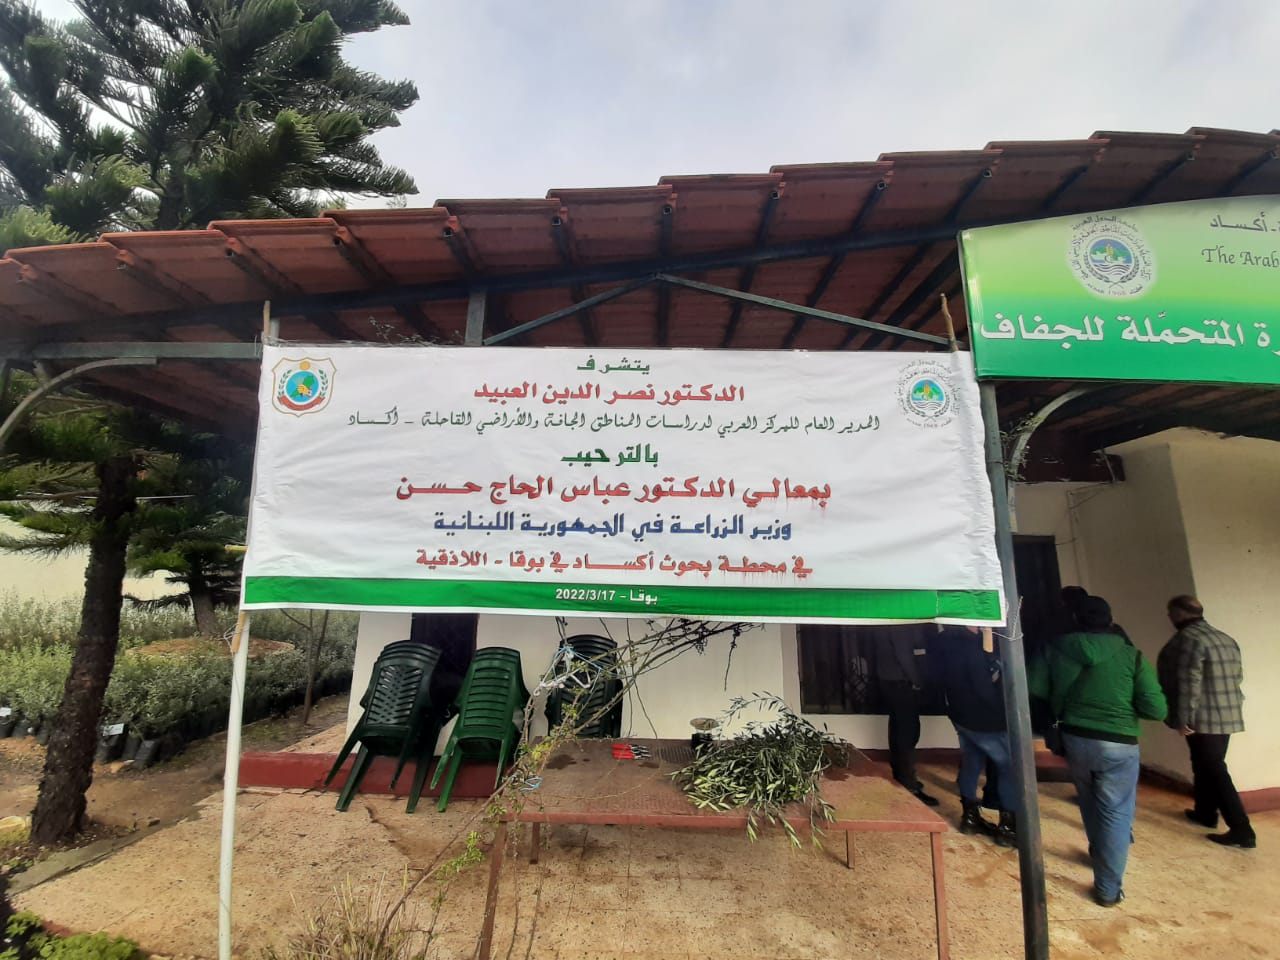 يتشرف
الدكتور نصر الدين العبيد
المدير العام للمركز العربي لدراسات المناطق الجافة والأراضي القاحلة - أكساد
بالترحيب
بمعالي الدكتور عباس الحاج حسن
وزير الزراعة في الجمهورية اللبنانية
في محطة بحوث أكساد في بوقا - اللاذقية
بوقا - 2022/3/17
ة - أكساد
The Arab
رة المتحمّلة للجفاف